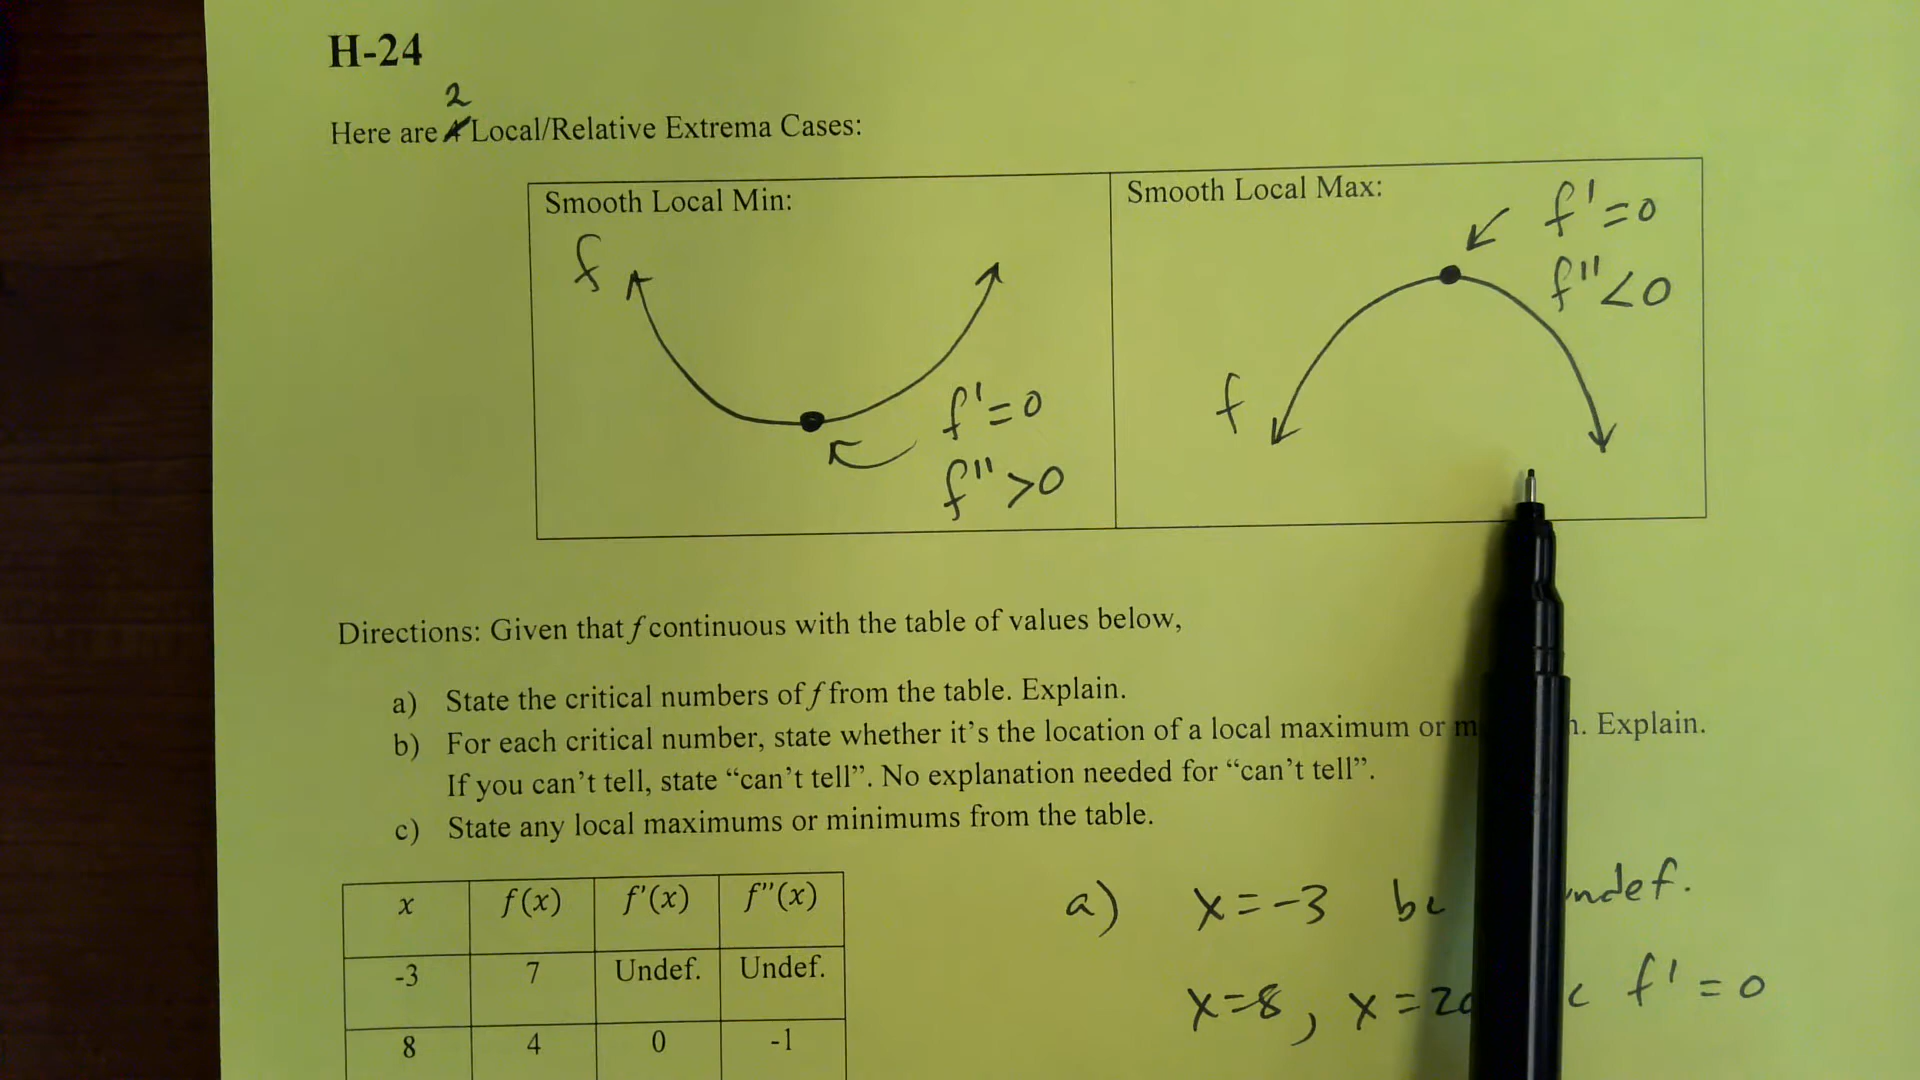 H-24
2
Here are Local/Relative Extrema Cases:
Smooth Local Min:
f
f'=0
f''>0
Smooth Local Max:
f'=0
f''<0
f
Directions: Given that f continuous with the table of values below,
a) State the critical numbers of f from the table. Explain.
b) For each critical number, state whether it's the location of a local maximum or Explain.
If you can't tell, state “can't tell”. No explanation needed for “can't tell”.
c) State any local maximums or minimums from the table.
x f(x) f'(x) f''(x)
-3 7 Undef. Undef.
8 4 0 -1
a) x=-3
x=8, f'=0